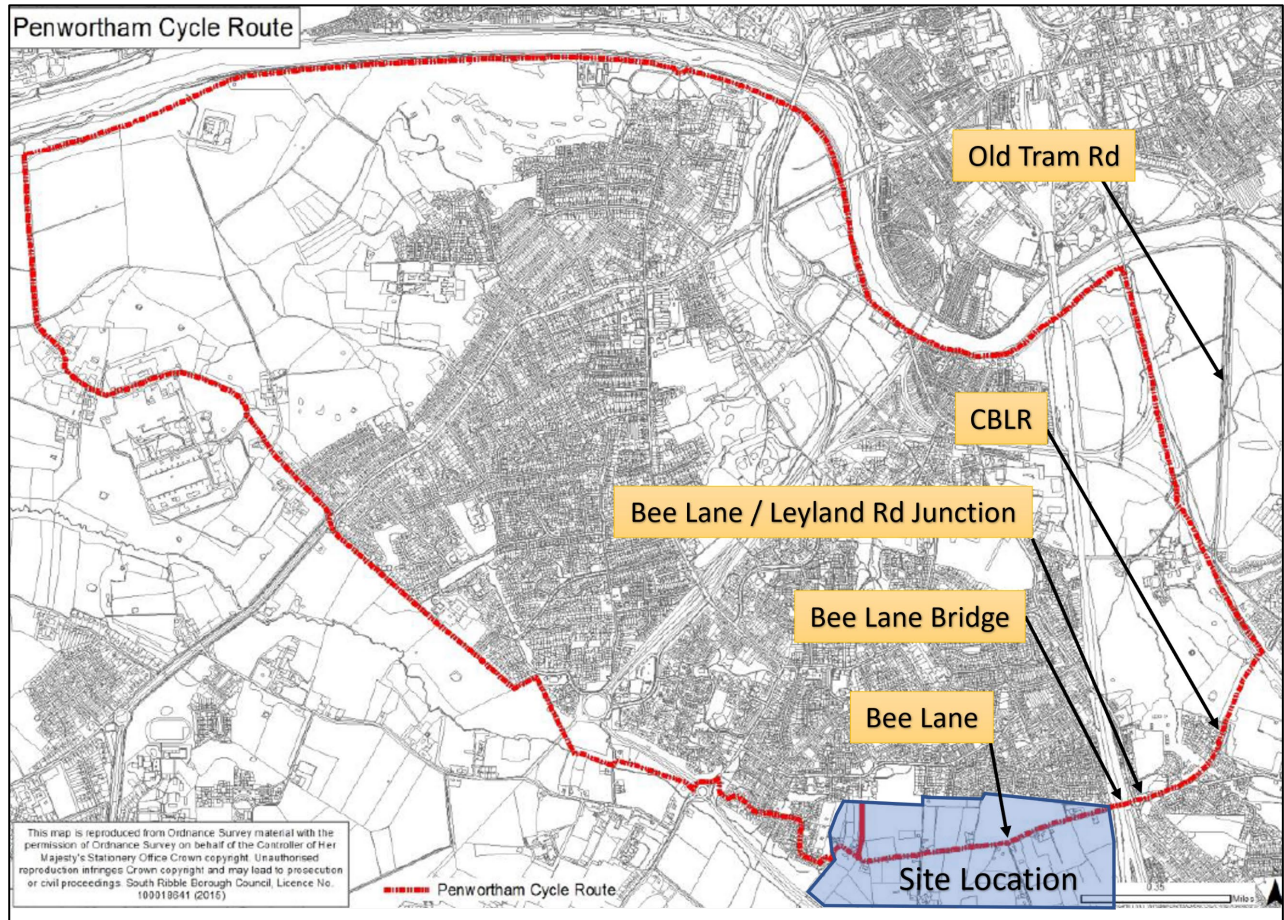 Penwortham Cycle Route
Old Tram Rd
CBLR
Bee Lane / Leyland Rd Junction
Bee Lane Bridge
Bee Lane
This map is reproduced from Ordnance Survey material with the
permission of Ordnance Survey on behalf of the Controller of Her
Majesty's Stationery Office Crown copyright. Unauthorised
reproduction infringes Crown copyright and may lead to prosecution
or civil proceedings. South Ribble Borough Council, Licence No.
100018641 (2015)
Penwortham Cycle Route
Site Location
0.35
Miles